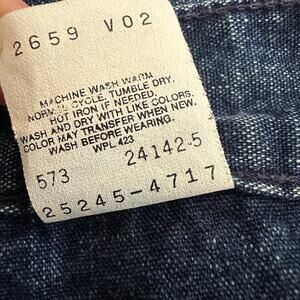 2659 V02
MACHINE WASH WARM
NORMAL CYCLE, TUMBLE DRY.
HOT IRON IF NEEDED.
WASH AND DRY WITH LIKE COLORS.
COLOR MAY TRANSFER WHEN NEW.
WASH BEFORE WEARING.
WPL 423
573 24142-5
25245-4717